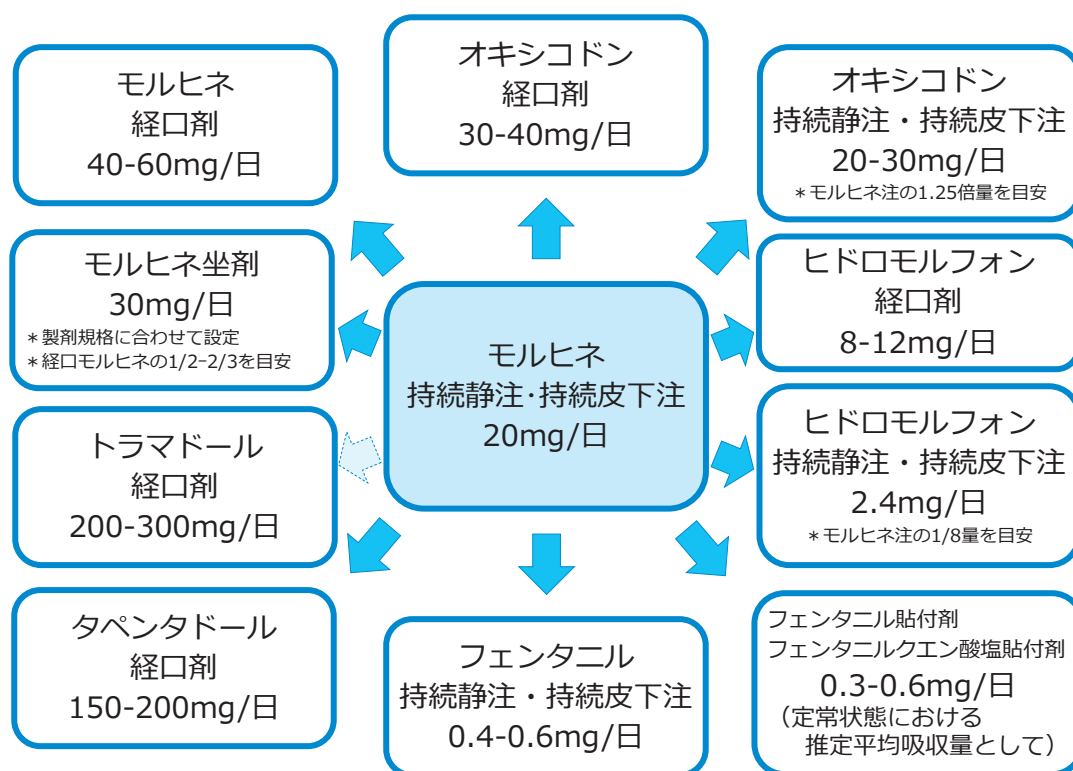 モルヒネ
経口剤
40-60mg/日
オキシコドン
経口剤
30-40mg/日
オキシコドン
持続静注・持続皮下注
20-30mg/日
＊モルヒネ注の1.25倍量を目安
モルヒネ坐剤
30mg/日
＊製剤規格に合わせて設定
＊経口モルヒネの1/2-2/3を目安
モルヒネ
持続静注･持続皮下注
20mg/日
ヒドロモルフォン
経口剤
8-12mg/日
トラマドール
経口剤
200-300mg/日
ヒドロモルフォン
持続静注・持続皮下注
2.4mg/日
＊モルヒネ注の1/8量を目安
タペンタドール
経口剤
150-200mg/日
フェンタニル
持続静注・持続皮下注
0.4-0.6mg/日
フェンタニル貼付剤
フェンタニルクエン酸塩貼付剤
0.3-0.6mg/日
（定常状態における
推定平均吸収量として）